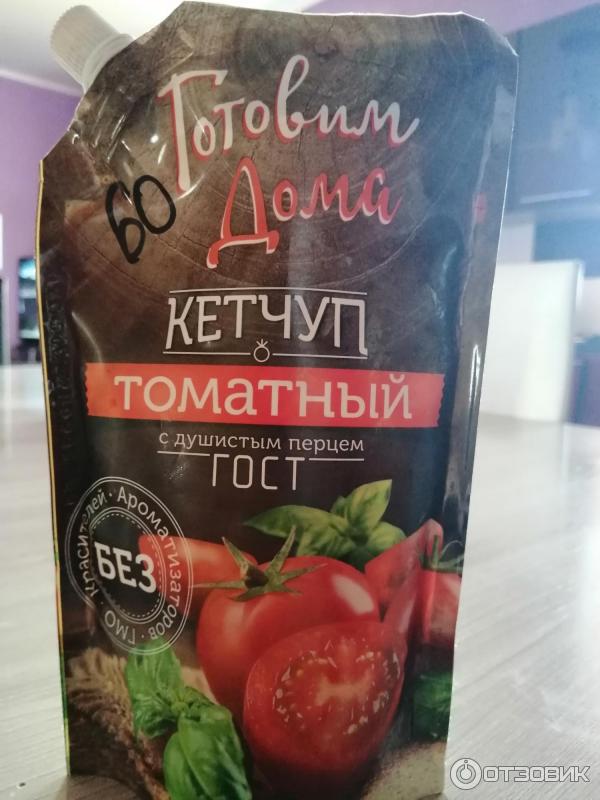 Готовим
Дома
60
КЕТЧУП
ТОМАТНЫЙ
с душистым перцем
ГОСТ
БЕЗ
Красителей · Ароматизаторов · ГМО ·
ОТЗОВИК